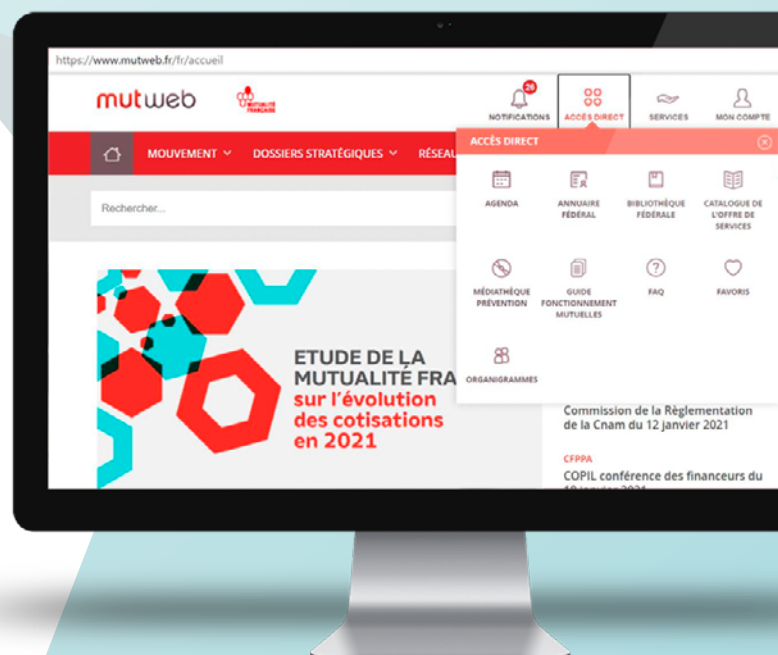 https://www.mutweb.fr/fr/accueil
mutweb
MUTUALITÉ
FRANÇAISE
26
NOTIFICATIONS
ACCÈS DIRECT
SERVICES
MON COMPTE
MOUVEMENT
DOSSIERS STRATÉGIQUES
RÉSEAU
ACCÈS DIRECT
Rechercher...
AGENDA
ANNUAIRE
FÉDÉRAL
BIBLIOTHÈQUE
FÉDÉRALE
CATALOGUE DE
L'OFFRE DE
SERVICES
MÉDIATHÈQUE
PRÉVENTION
GUIDE
FONCTIONNEMENT
MUTUELLES
FAQ
FAVORIS
ORGANIGRAMMES
ETUDE DE LA
MUTUALITÉ FRA
sur l'évolution
des cotisations
en 2021
Commission de la Règlementation
de la Cnam du 12 janvier 2021
CFPPA
COPIL conférence des financeurs du